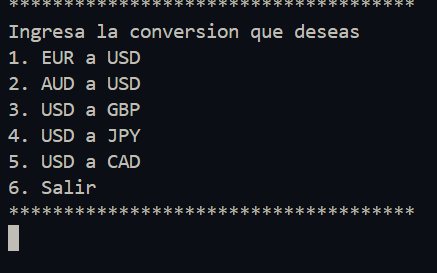 *************************************
Ingresa la conversion que deseas
1. EUR a USD
2. AUD a USD
3. USD a GBP
4. USD a JPY
5. USD a CAD
6. Salir
*************************************